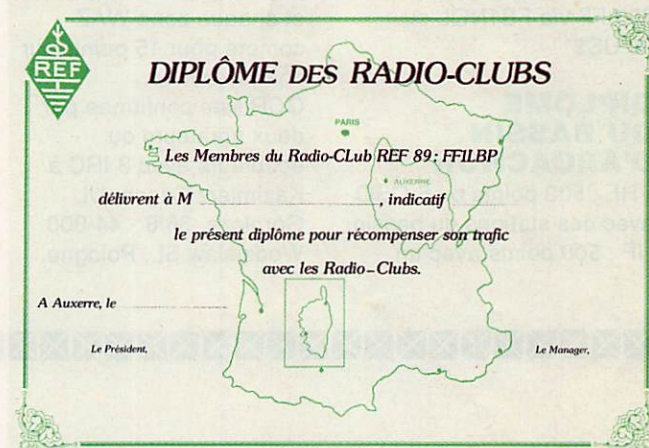 REF
DIPLÔME DES RADIO-CLUBS
PARIS
Les Membres du Radio-CLub REF 89 ; FF1LBP
AUXERRE
délivrent à M , indicatif
le présent diplôme pour récompense son trafic
avec les Radio-Clubs.
A Auxerre, le
Le Président,
Le Manager,